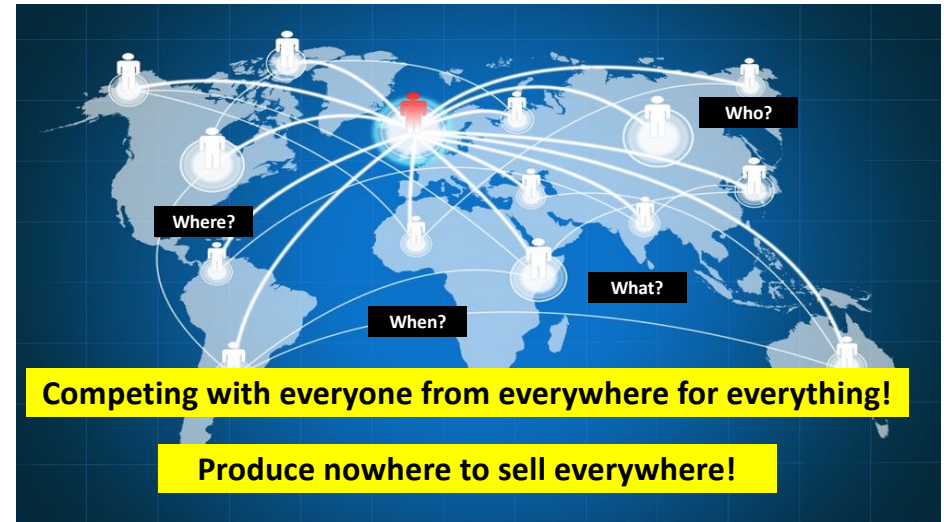 Who?
Where?
What?
When?
Competing with everyone from everywhere for everything!
Produce nowhere to sell everywhere!